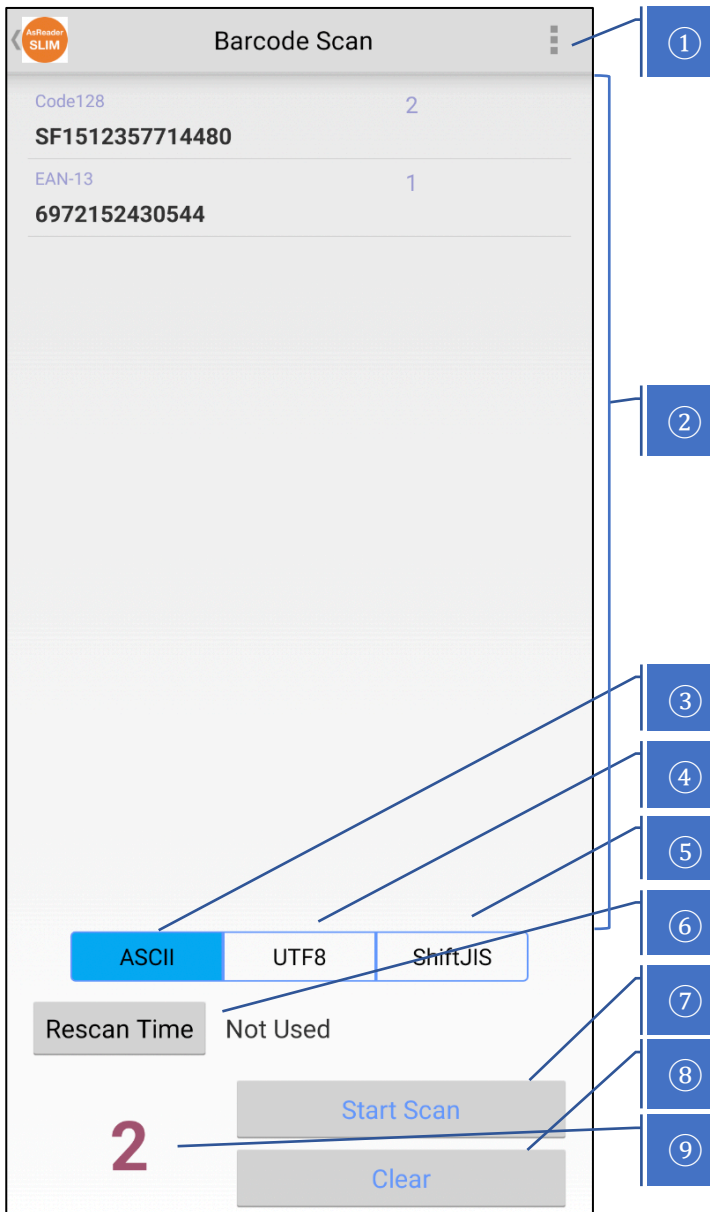 AsReader
SLIM
Barcode Scan
①
Code128 2
SF1512357714480
EAN-13 1
6972152430544
②
③
④
⑤
⑥
ASCII UTF8 ShiftJIS
⑦
Rescan Time Not Used
⑧
Start Scan
2
⑨
Clear